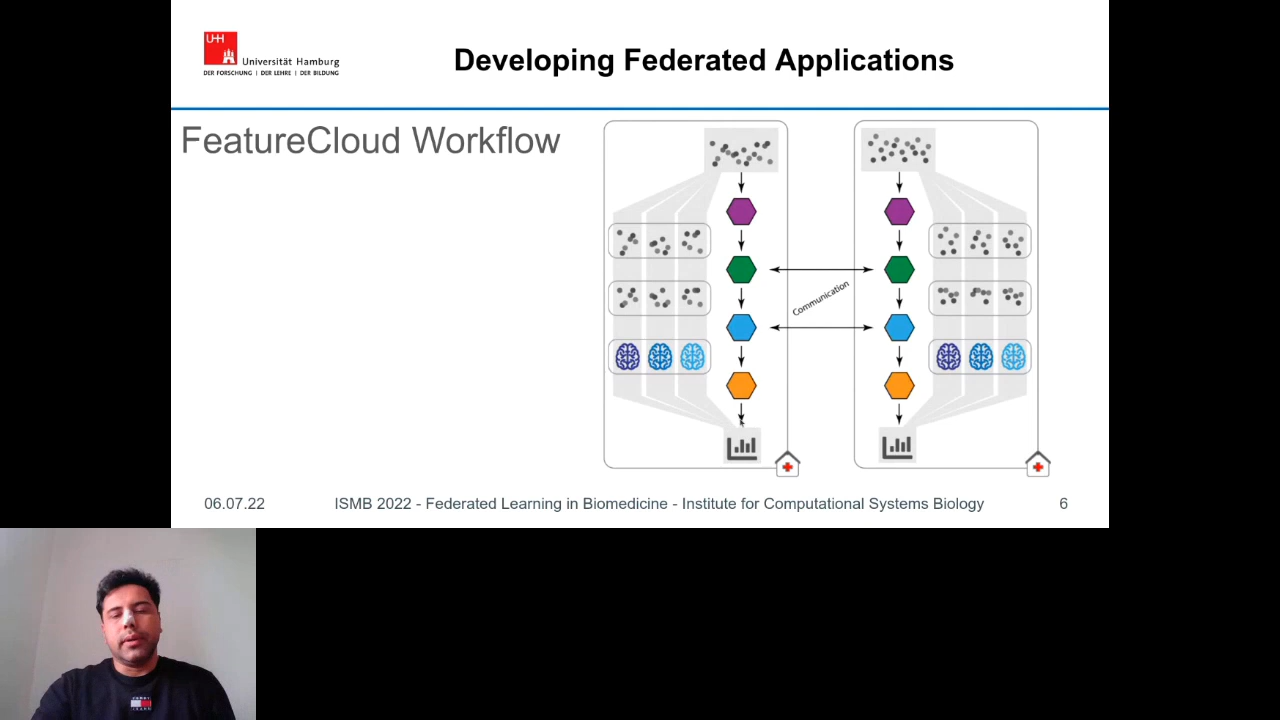 UHH
Universität Hamburg
DER FORSCHUNG | DER LEHRE | DER BILDUNG
Developing Federated Applications
FeatureCloud Workflow
Communication
06.07.22
ISMB 2022 - Federated Learning in Biomedicine - Institute for Computational Systems Biology
6